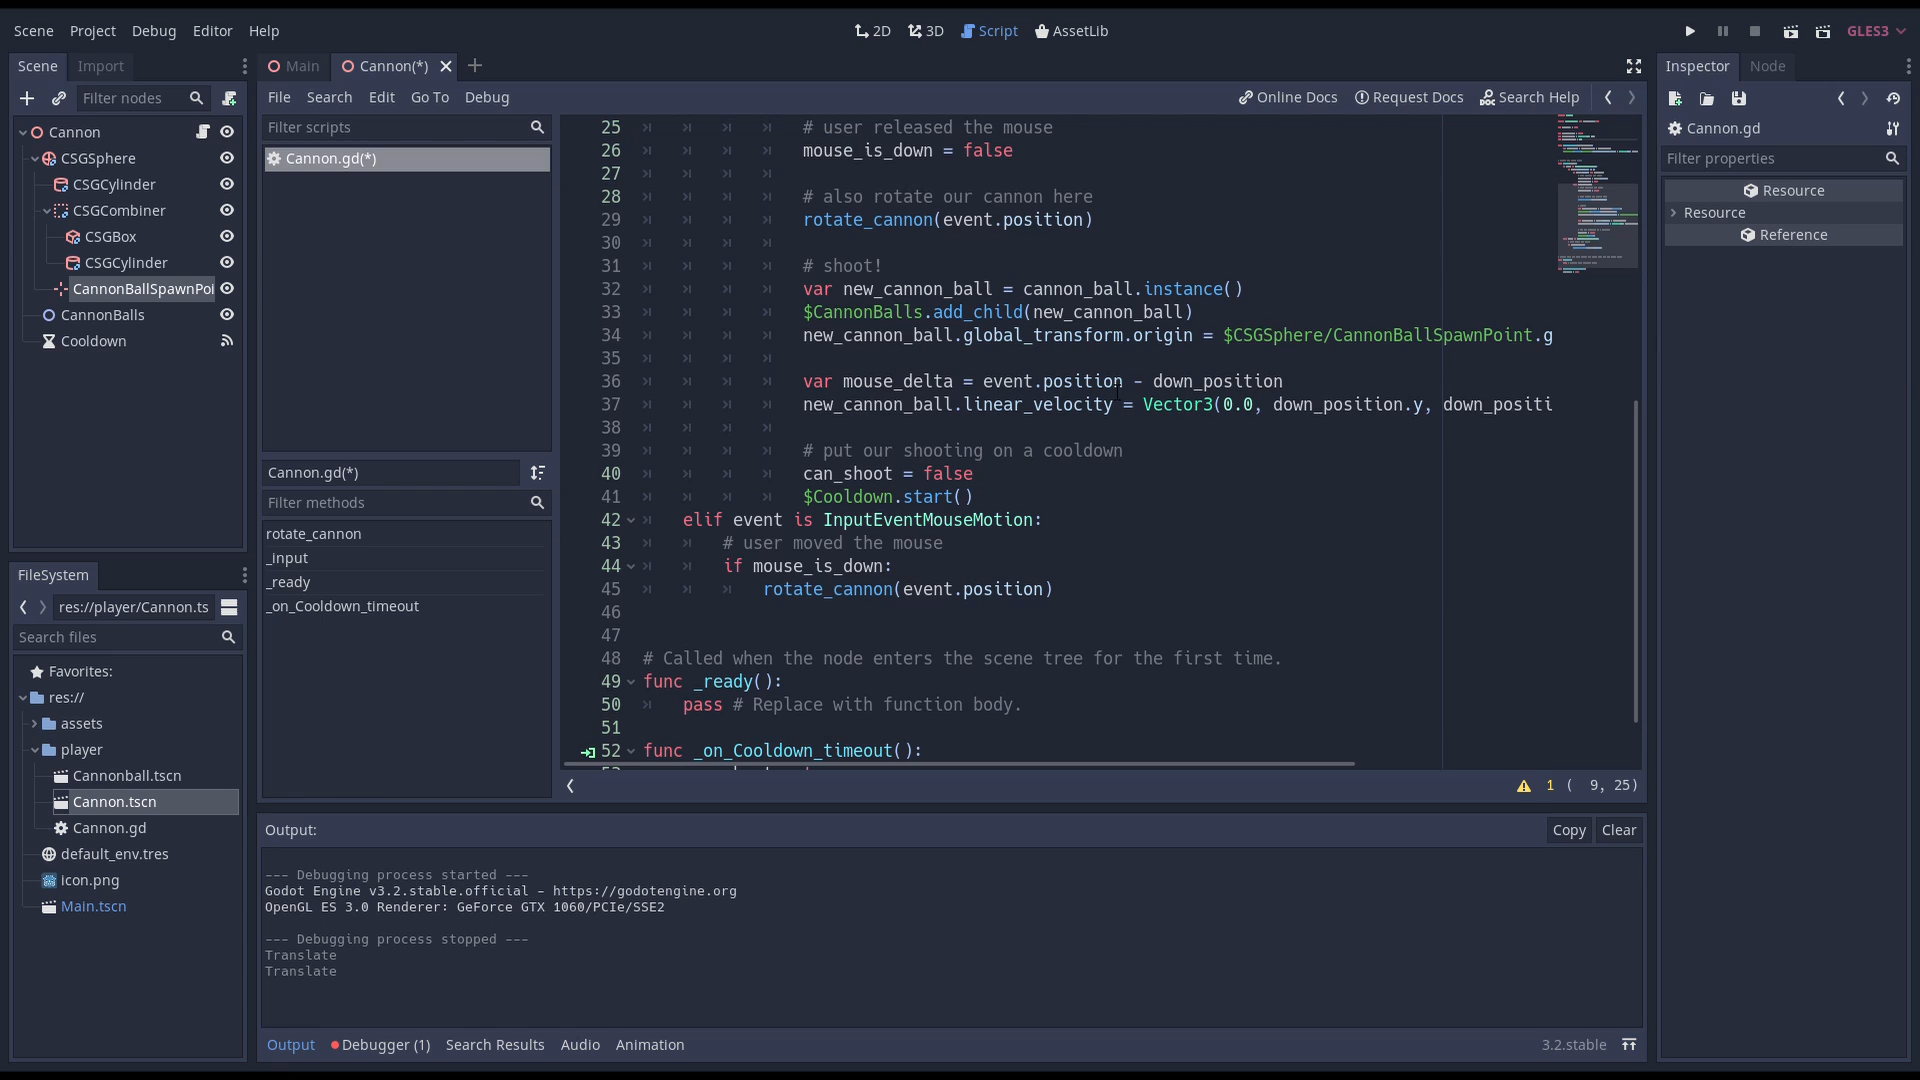 Scene Project Debug Editor Help
2D 3D Script AssetLib
GLES3
Scene Import
Filter nodes
Cannon
CSGSphere
CSGCylinder
CSGCombiner
CSGBox
CSGCylinder
CannonBallSpawnPoi
CannonBalls
Cooldown
FileSystem
res://player/Cannon.ts
Search files
Favorites:
res://
assets
player
Cannonball.tscn
Cannon.tscn
Cannon.gd
default_env.tres
icon.png
Main.tscn
Main Cannon(*)
File Search Edit Go To Debug
Online Docs Request Docs Search Help
Filter scripts
Cannon.gd(*)
Cannon.gd(*)
Filter methods
rotate_cannon
_input
_ready
_on_Cooldown_timeout
25 # user released the mouse
26 mouse_is_down = false
27
28 # also rotate our cannon here
29 rotate_cannon(event.position)
30
31 # shoot!
32 var new_cannon_ball = cannon_ball.instance()
33 $CannonBalls.add_child(new_cannon_ball)
34 new_cannon_ball.global_transform.origin = $CSGSphere/CannonBallSpawnPoint.g
35
36 var mouse_delta = event.position - down_position
37 new_cannon_ball.linear_velocity = Vector3(0.0, down_position.y, down_positi
38
39 # put our shooting on a cooldown
40 can_shoot = false
41 $Cooldown.start()
42 elif event is InputEventMouseMotion:
43 # user moved the mouse
44 if mouse_is_down:
45 rotate_cannon(event.position)
46
47
48 # Called when the node enters the scene tree for the first time.
49 func _ready():
50 pass # Replace with function body.
51
52 func _on_Cooldown_timeout():
1 ( 9, 25)
Output:
Copy Clear
--- Debugging process started ---
Godot Engine v3.2.stable.official - https://godotengine.org
OpenGL ES 3.0 Renderer: GeForce GTX 1060/PCIe/SSE2
--- Debugging process stopped ---
Translate
Translate
Output Debugger (1) Search Results Audio Animation
3.2.stable
Inspector Node
Cannon.gd
Filter properties
Resource
Resource
Reference